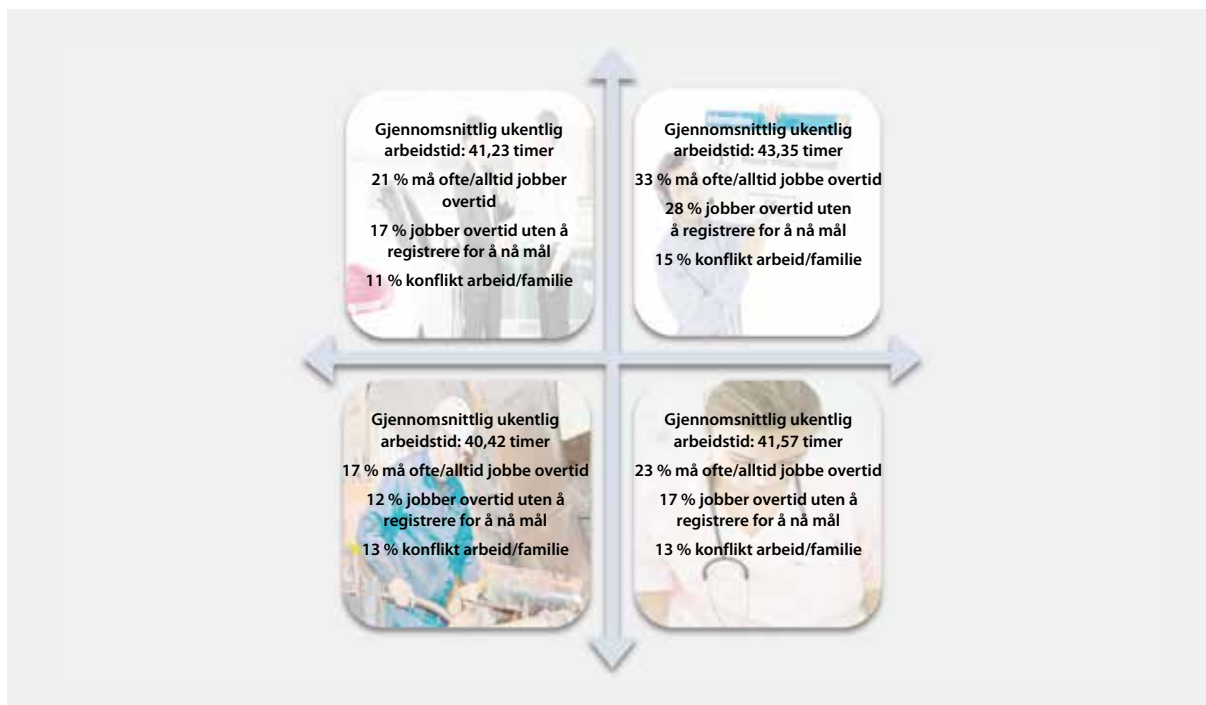 Gjennomsnittlig ukentlig
arbeidstid: 41,23 timer
21 % må ofte/alltid jobber
overtid
17 % jobber overtid uten å
registrere for å nå mål
11 % konflikt arbeid/familie
Gjennomsnittlig ukentlig
arbeidstid: 43,35 timer
33 % må ofte/alltid jobbe overtid
28 % jobber overtid uten
å registrere for å nå mål
15 % konflikt arbeid/familie
Gjennomsnittlig ukentlig
arbeidstid: 40,42 timer
17 % må ofte/alltid jobbe overtid
12 % jobber overtid uten å
registrere for å nå mål
13 % konflikt arbeid/familie
Gjennomsnittlig ukentlig
arbeidstid: 41,57 timer
23 % må ofte/alltid jobbe overtid
17 % jobber overtid uten å
registrere for å nå mål
13 % konflikt arbeid/familie